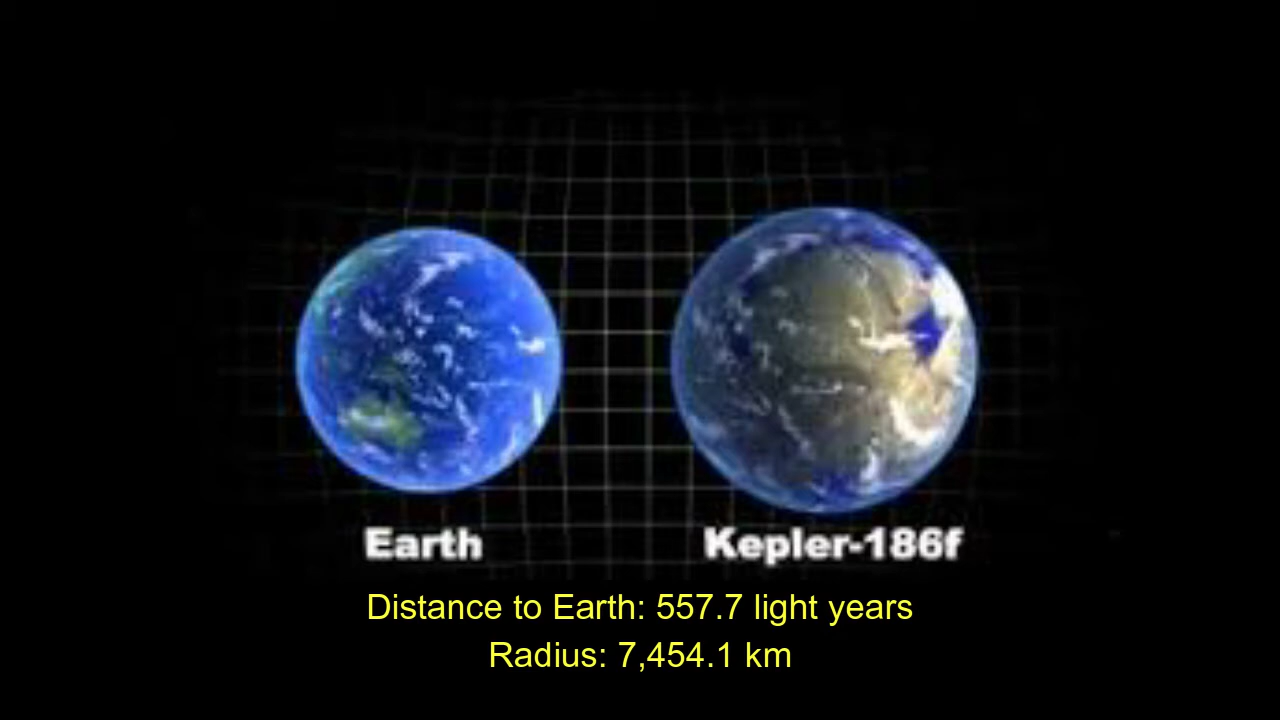 Earth Kepler-186f
Distance to Earth: 557.7 light years
Radius: 7,454.1 km